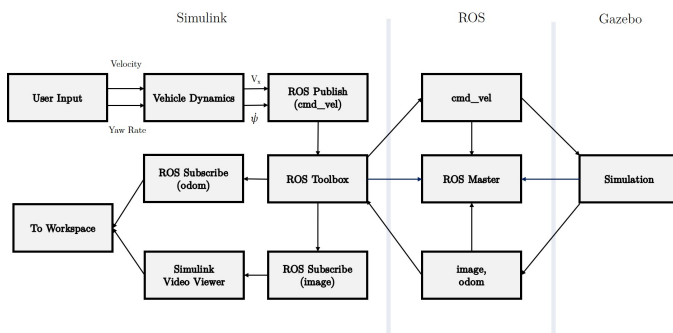 Simulink
ROS
Gazebo
Velocity
Yaw Rate
User Input
Vehicle Dynamics
Vₓ
ψ̇
ROS Publish
(cmd_vel)
cmd_vel
ROS Subscribe
(odom)
ROS Toolbox
ROS Master
Simulation
To Workspace
Simulink
Video Viewer
ROS Subscribe
(image)
image,
odom